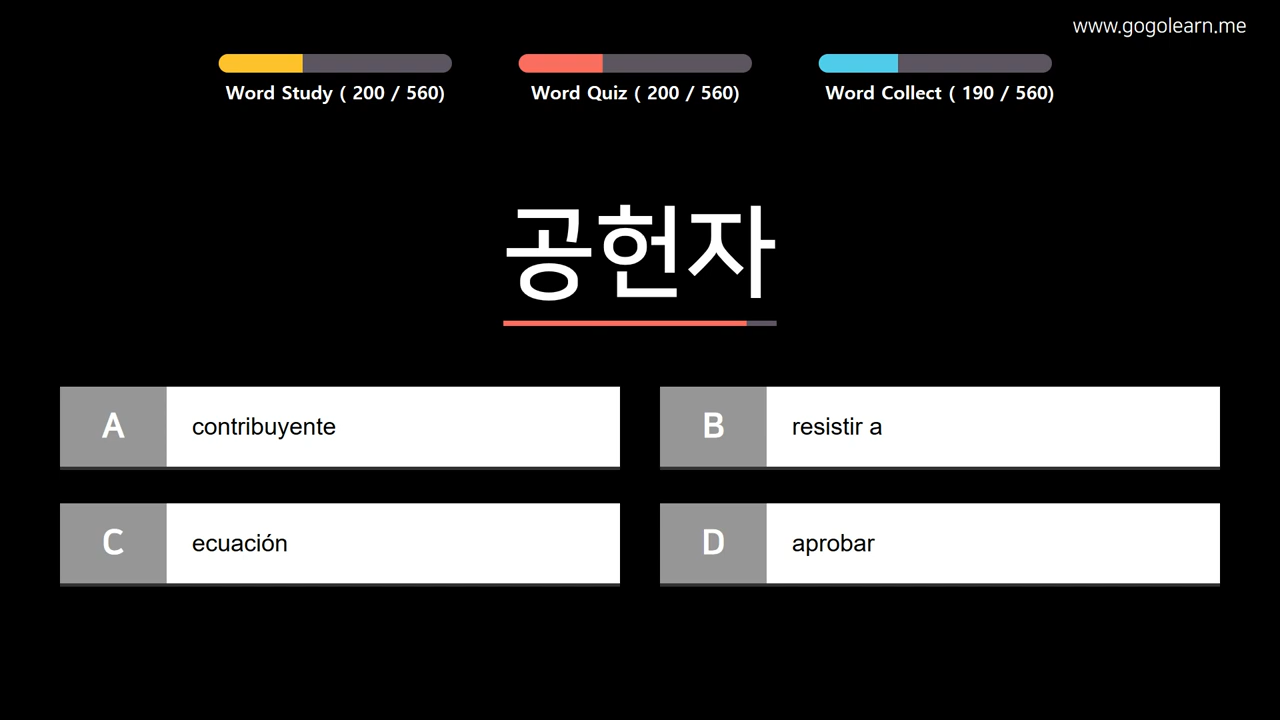 www.gogolearn.me
Word Study ( 200 / 560)
Word Quiz ( 200 / 560)
Word Collect ( 190 / 560)
공헌자
A
contribuyente
B
resistir a
C
ecuación
D
aprobar